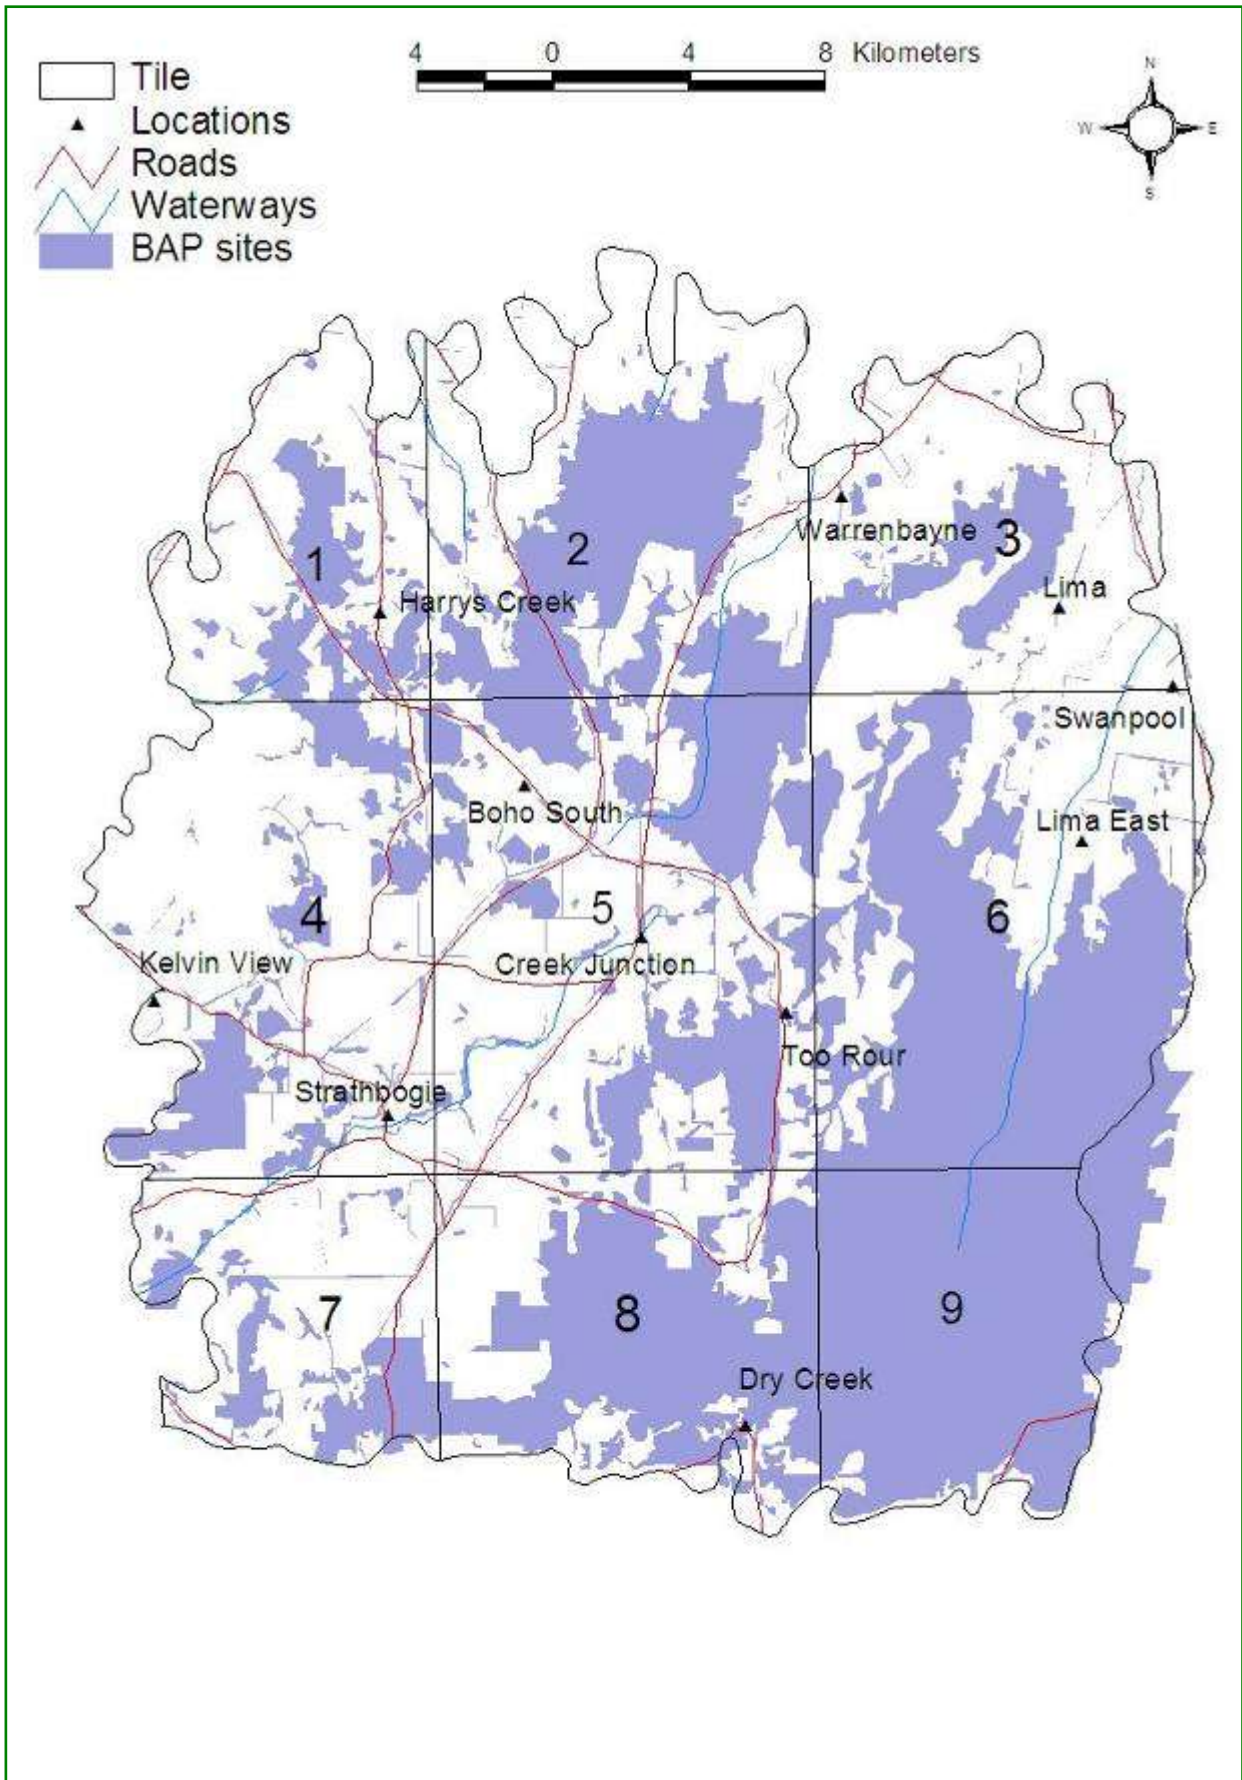 4 0 4 8 Kilometers
Tile
Locations
Roads
Waterways
BAP sites
N
W E
S
1
2
Warrenbayne
3
Harrys Creek
Lima
Swanpool
Boho South
Lima East
4
5
6
Kelvin View
Creek Junction
Too Rour
Strathbogie
7
8
9
Dry Creek